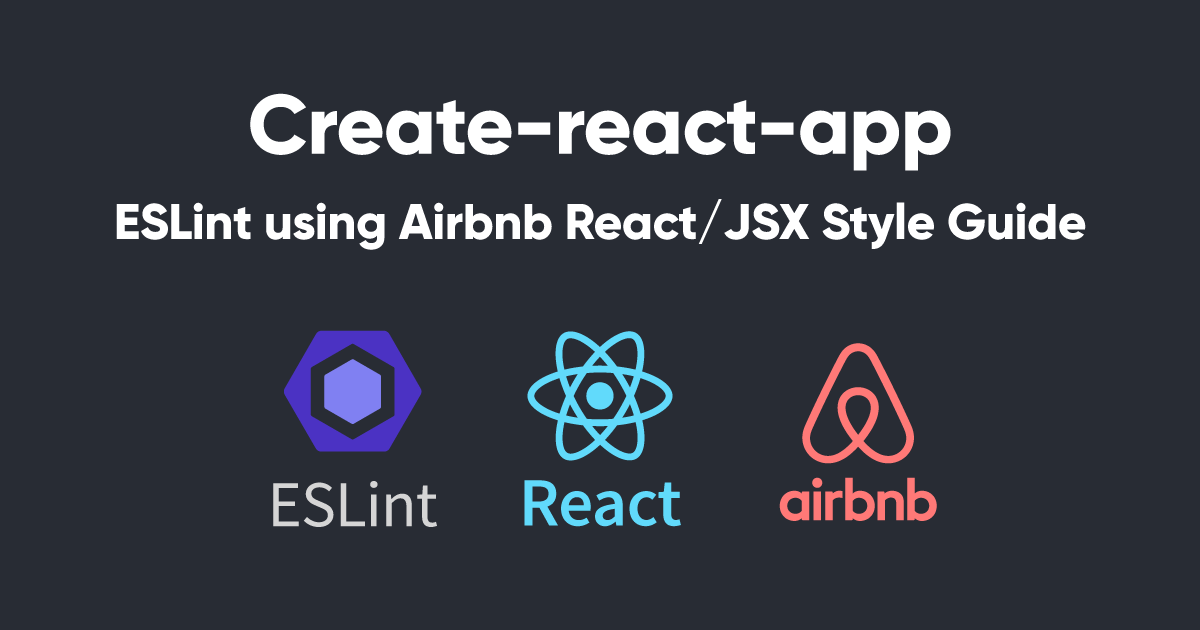 Create-react-app
ESLint using Airbnb React/JSX Style Guide
ESLint
React
airbnb